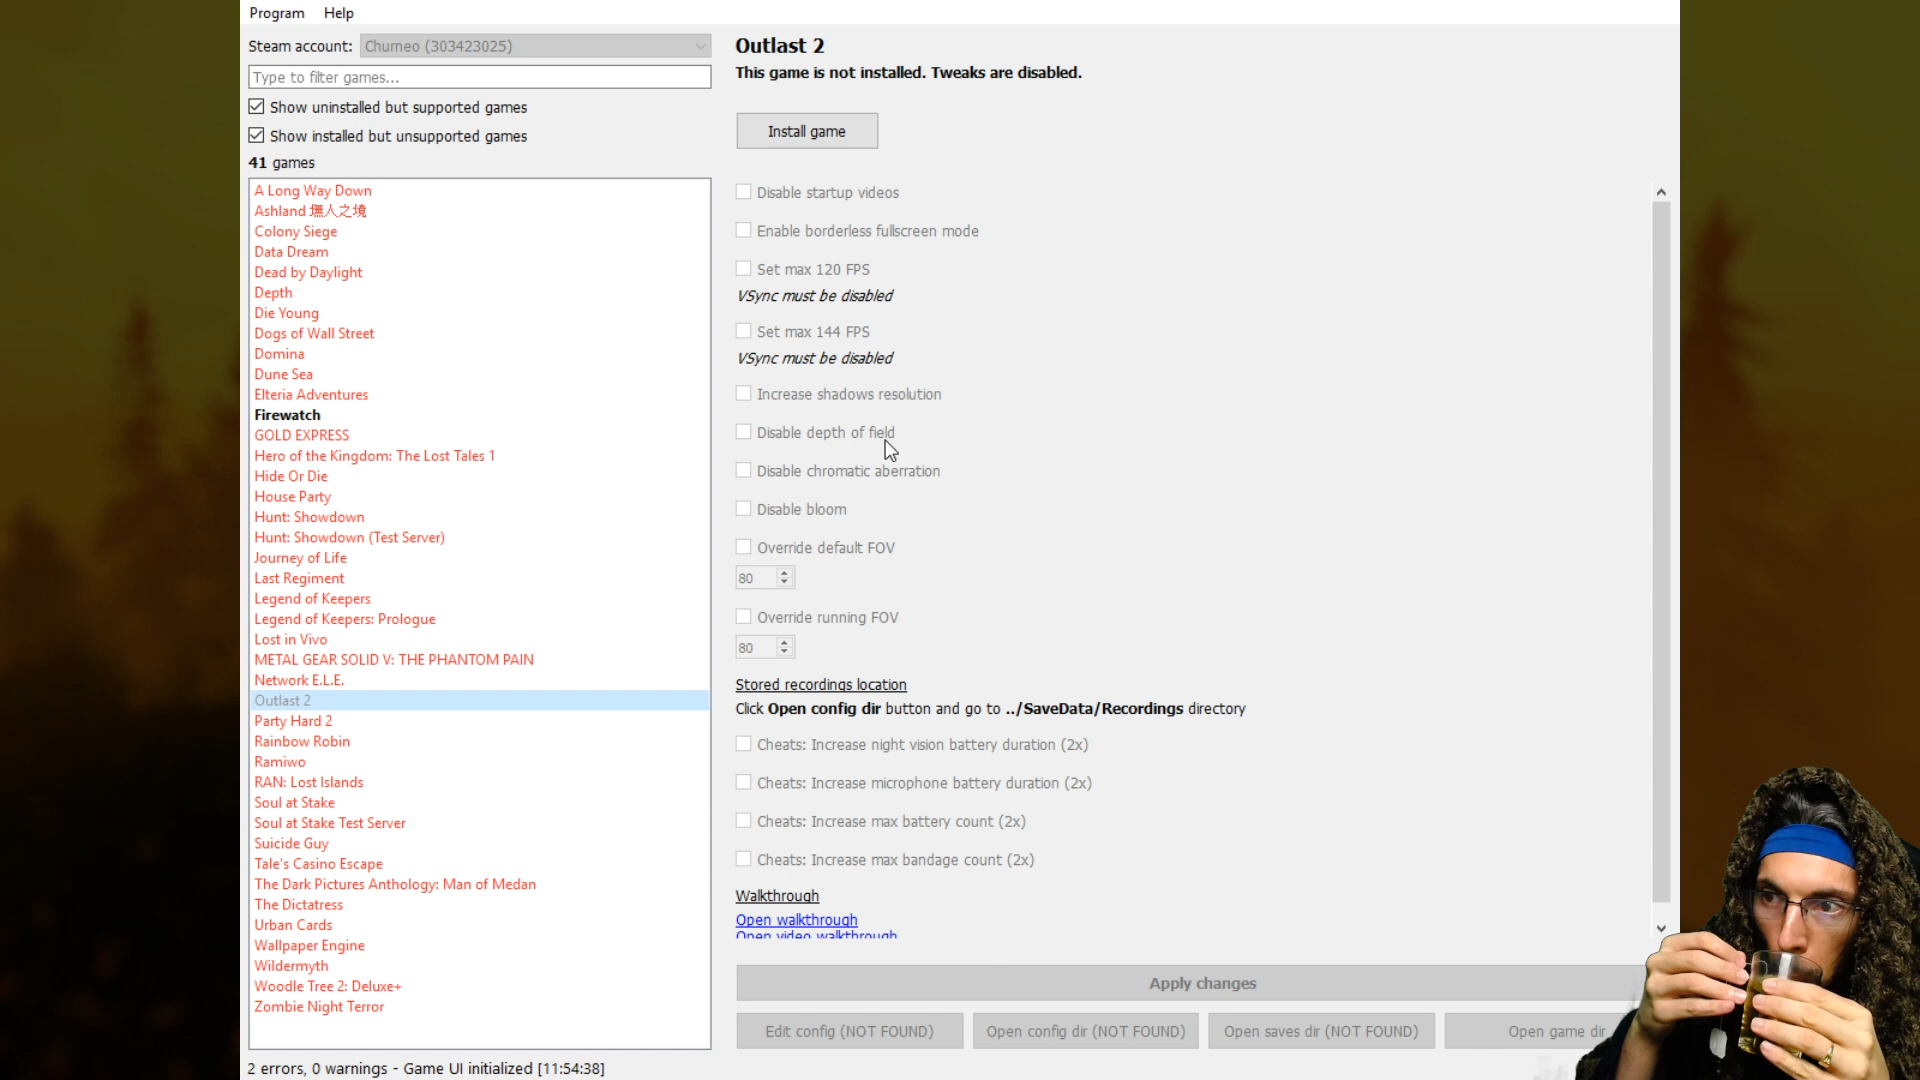 Program Help
Steam account: Churneo (303423025)
Type to filter games...
Show uninstalled but supported games
Show installed but unsupported games
41 games
A Long Way Down
Ashland 憮人之境
Colony Siege
Data Dream
Dead by Daylight
Depth
Die Young
Dogs of Wall Street
Domina
Dune Sea
Elteria Adventures
Firewatch
GOLD EXPRESS
Hero of the Kingdom: The Lost Tales 1
Hide Or Die
House Party
Hunt: Showdown
Hunt: Showdown (Test Server)
Journey of Life
Last Regiment
Legend of Keepers
Legend of Keepers: Prologue
Lost in Vivo
METAL GEAR SOLID V: THE PHANTOM PAIN
Network E.L.E.
Outlast 2
Party Hard 2
Rainbow Robin
Ramiwo
RAN: Lost Islands
Soul at Stake
Soul at Stake Test Server
Suicide Guy
Tale's Casino Escape
The Dark Pictures Anthology: Man of Medan
The Dictatress
Urban Cards
Wallpaper Engine
Wildermyth
Woodle Tree 2: Deluxe+
Zombie Night Terror
2 errors, 0 warnings - Game UI initialized [11:54:38]
Outlast 2
This game is not installed. Tweaks are disabled.
Install game
Disable startup videos
Enable borderless fullscreen mode
Set max 120 FPS
VSync must be disabled
Set max 144 FPS
VSync must be disabled
Increase shadows resolution
Disable depth of field
Disable chromatic aberration
Disable bloom
Override default FOV
80
Override running FOV
80
Stored recordings location
Click Open config dir button and go to ../SaveData/Recordings directory
Cheats: Increase night vision battery duration (2x)
Cheats: Increase microphone battery duration (2x)
Cheats: Increase max battery count (2x)
Cheats: Increase max bandage count (2x)
Walkthrough
Open walkthrough
Open video walkthrough
Apply changes
Edit config (NOT FOUND) Open config dir (NOT FOUND) Open saves dir (NOT FOUND) Open game dir